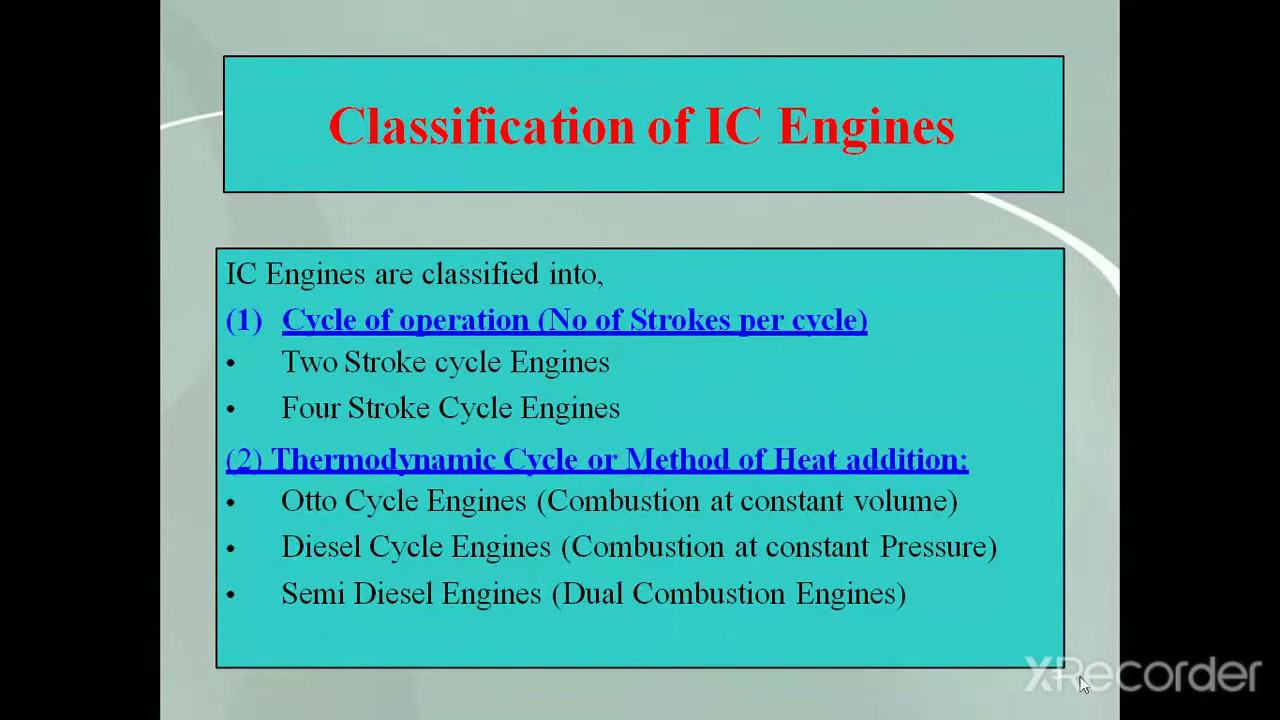 Classification of IC Engines
IC Engines are classified into,
(1) Cycle of operation (No of Strokes per cycle)
• Two Stroke cycle Engines
• Four Stroke Cycle Engines
(2) Thermodynamic Cycle or Method of Heat addition:
• Otto Cycle Engines (Combustion at constant volume)
• Diesel Cycle Engines (Combustion at constant Pressure)
• Semi Diesel Engines (Dual Combustion Engines)
XRecorder